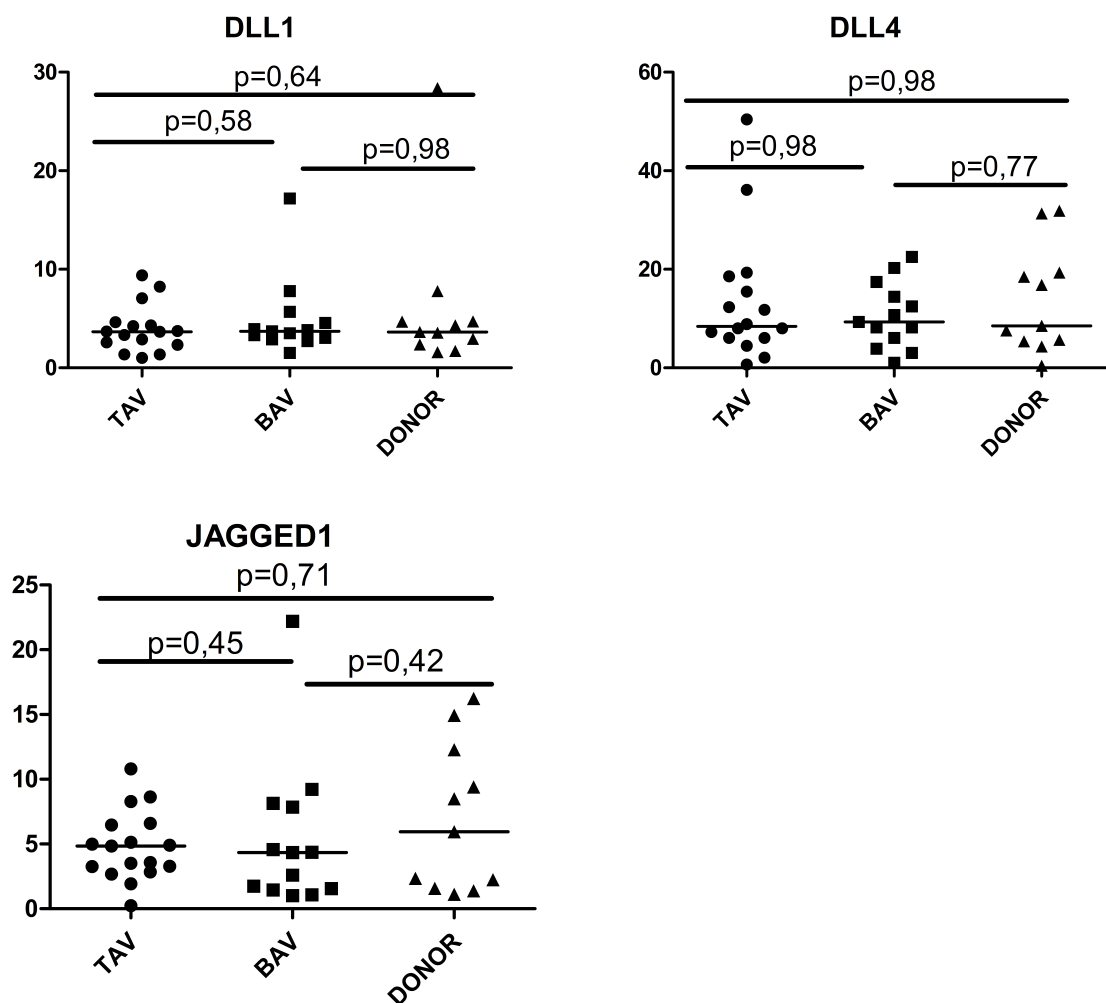 DLL1
30
20
10
0
p=0,64
p=0,58
p=0,98
TAV
BAV
DONOR
DLL4
60
40
20
0
p=0,98
p=0,98
p=0,77
TAV
BAV
DONOR
JAGGED1
25
20
15
10
5
0
p=0,71
p=0,45
p=0,42
TAV
BAV
DONOR